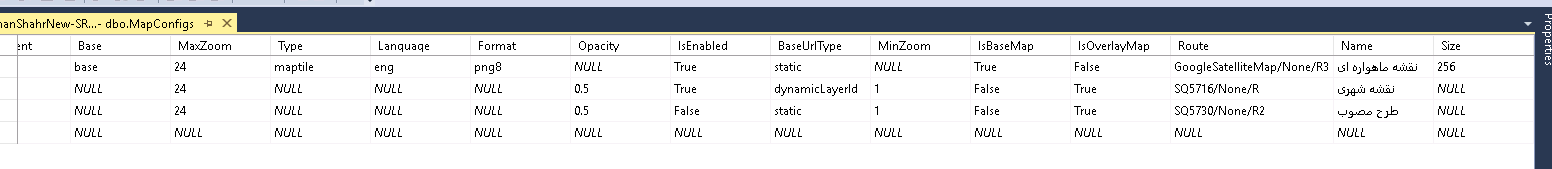 nanShahrNew-SR...- dbo.MapConfigs
ent Base MaxZoom Type Language Format Opacity IsEnabled BaseUrlType MinZoom IsBaseMap IsOverlayMap Route Name Size
base 24 maptile eng png8 NULL True static NULL True False GoogleSatelliteMap/None/R3 نقشه ماهواره ای 256
NULL 24 NULL NULL NULL 0.5 True dynamicLayerId 1 False True SQ5716/None/R نقشه شهری NULL
NULL 24 NULL NULL NULL 0.5 False static 1 False True SQ5730/None/R2 طرح مصوب NULL
NULL NULL NULL NULL NULL NULL NULL NULL NULL NULL NULL NULL NULL NULL
Properties